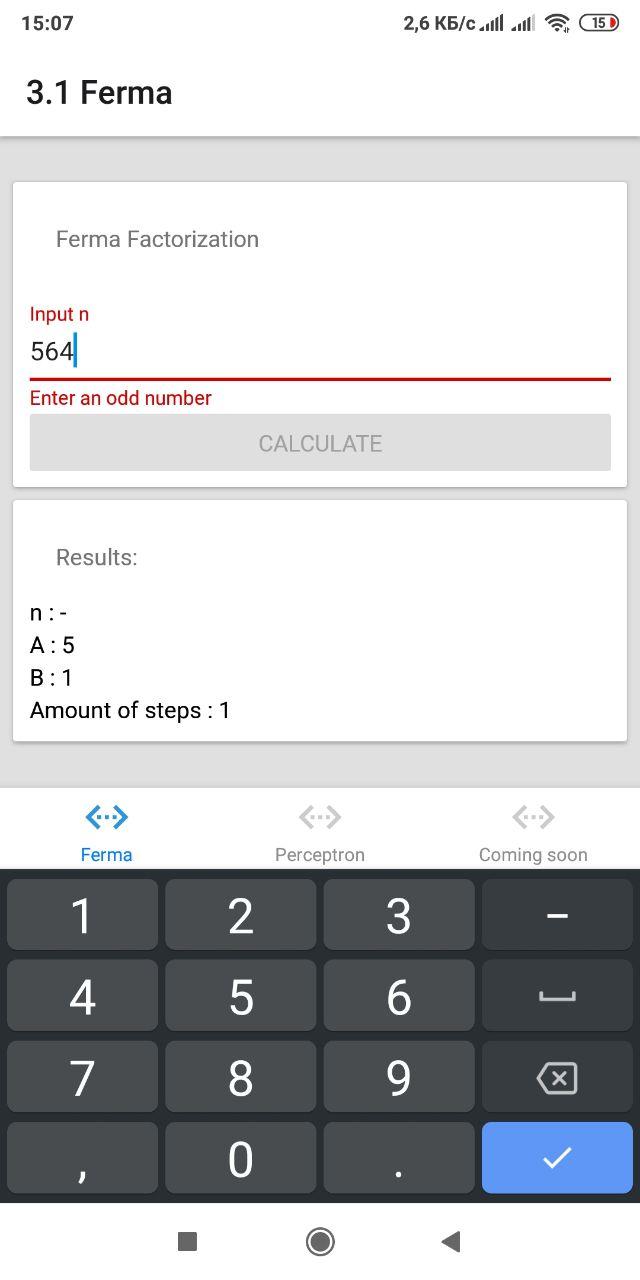 15:07 2,6 КБ/с 15
3.1 Ferma
Ferma Factorization
Input n
564
Enter an odd number
CALCULATE
Results:
n : -
A : 5
B : 1
Amount of steps : 1
Ferma Perceptron Coming soon
1 2 3 –
4 5 6
7 8 9
, 0 .